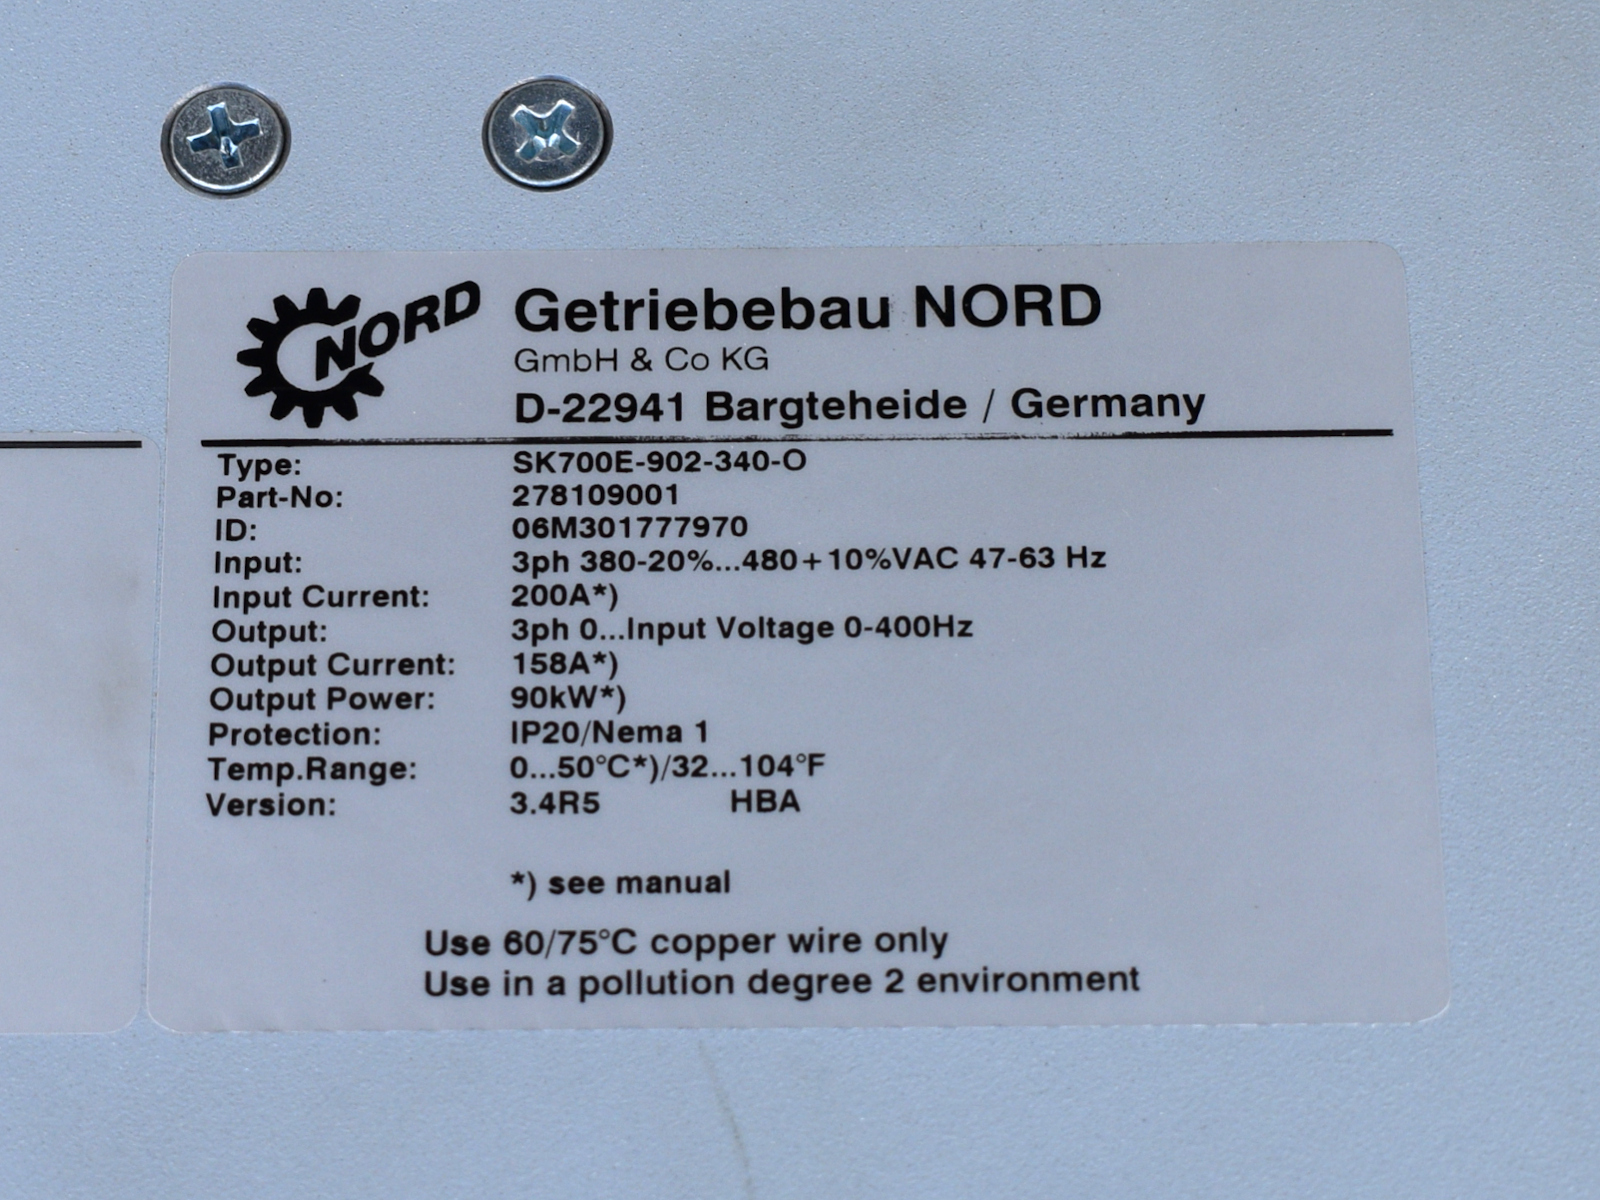 NORD
Getriebebau NORD
GmbH & Co KG
D-22941 Bargteheide / Germany
Type: SK700E-902-340-O
Part-No: 278109001
ID: 06M301777970
Input: 3ph 380-20%...480+10%VAC 47-63 Hz
Input Current: 200A*)
Output: 3ph 0...Input Voltage 0-400Hz
Output Current: 158A*)
Output Power: 90kW*)
Protection: IP20/Nema 1
Temp.Range: 0...50°C*)/32...104°F
Version: 3.4R5 HBA
*) see manual
Use 60/75°C copper wire only
Use in a pollution degree 2 environment